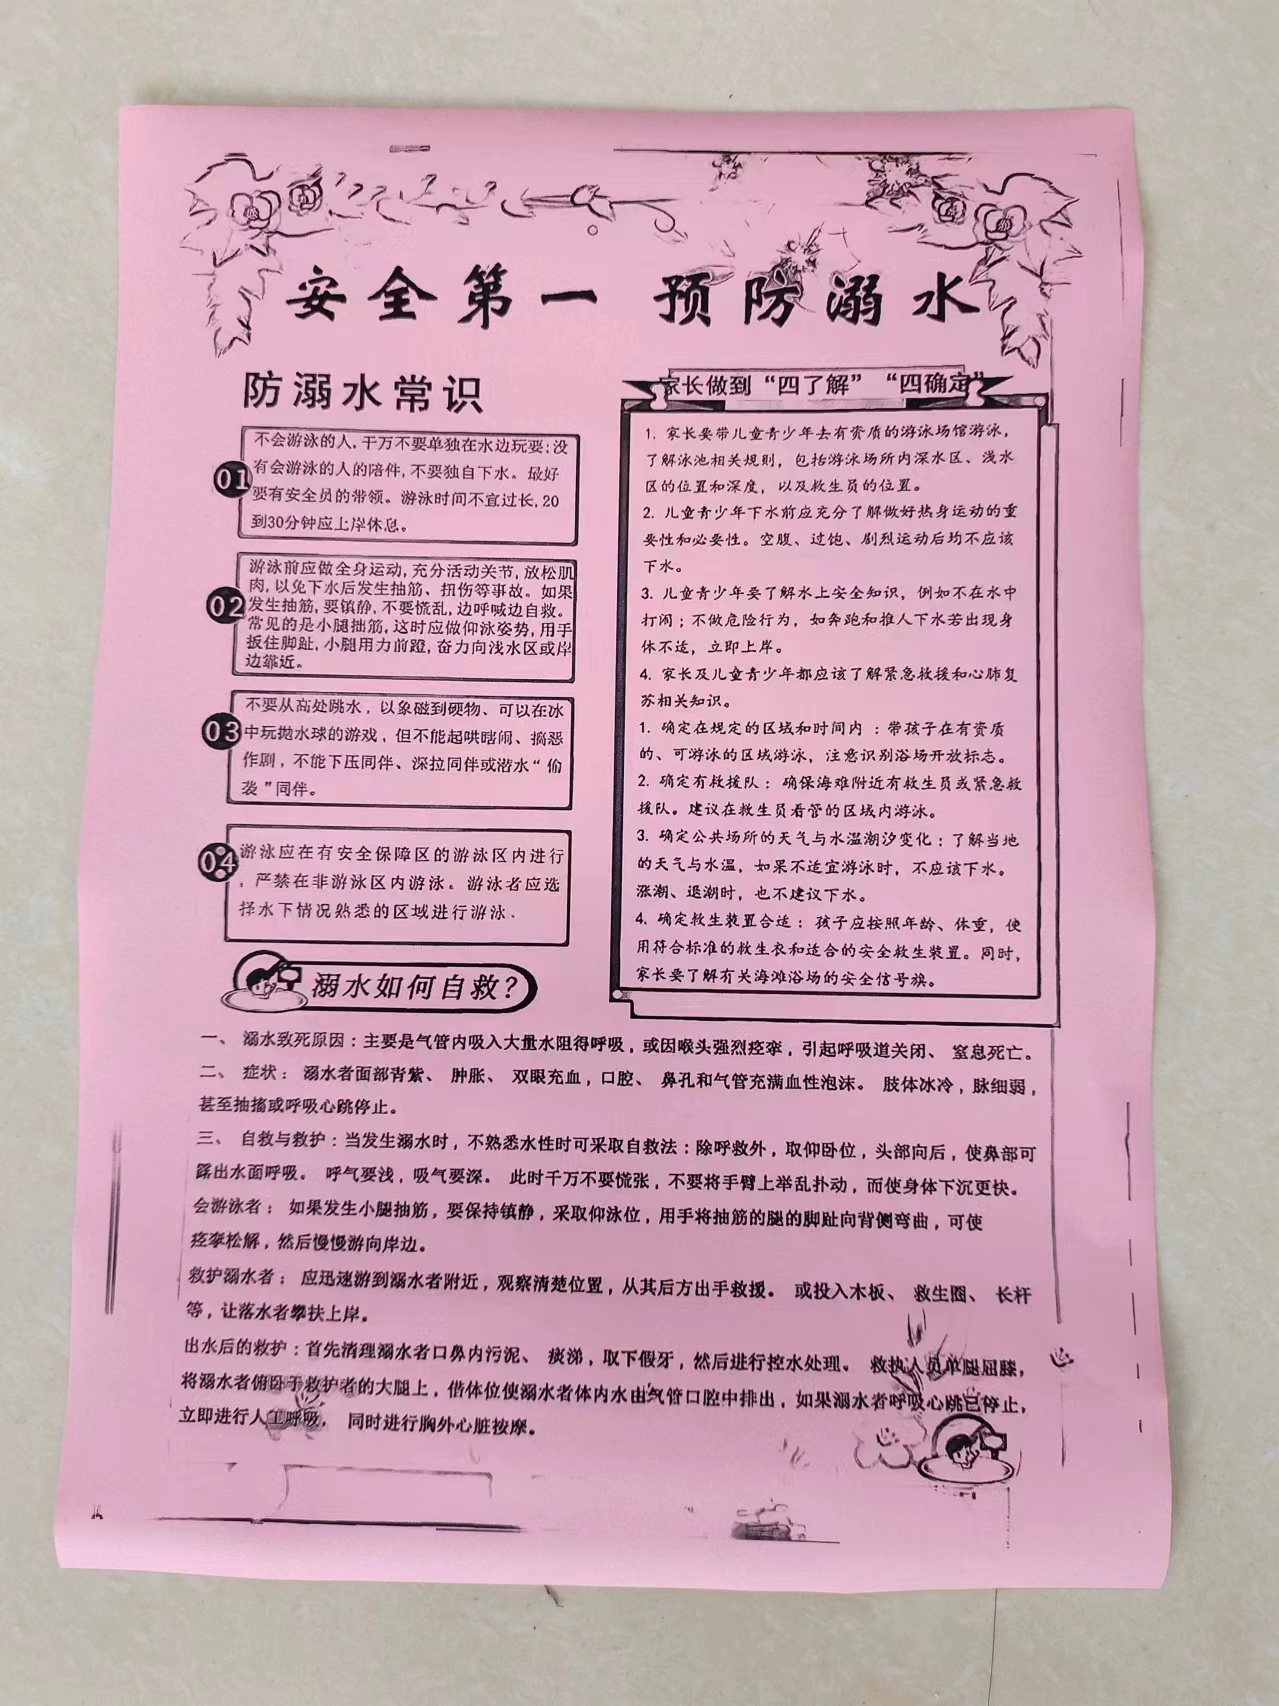 安全第一 预防溺水
防溺水常识
01
不会游泳的人,千万不要单独在水边玩耍;没
有会游泳的人的陪伴,不要独自下水。最好
要有安全员的带领。游泳时间不宜过长,20
到30分钟应上岸休息。
02
游泳前应做全身运动,充分活动关节,放松肌
肉,以免下水后发生抽筋、扭伤等事故。如果
发生抽筋,要镇静,不要慌乱,边呼喊边自救。
常见的是小腿抽筋,这时应做仰泳姿势,用手
扳住脚趾,小腿用力前蹬,奋力向浅水区或岸
边靠近。
03
不要从高处跳水，以象磁到硬物、可以在冰
中玩抛水球的游戏，但不能起哄瞎闹、搞恶
作剧，不能下压同伴、深拉同伴或潜水“偷
袭”同伴。
04
游泳应在有安全保障区的游泳区内进行
，严禁在非游泳区内游泳。游泳者应选
择水下情况熟悉的区域进行游泳、
家长做到“四了解”“四确定”
1. 家长要带儿童青少年去有资质的游泳场馆游泳，
了解泳池相关规则，包括游泳场所内深水区、浅水
区的位置和深度，以及救生员的位置。
2. 儿童青少年下水前应充分了解做好热身运动的重
要性和必要性。空腹、过饱、剧烈运动后均不应该
下水。
3. 儿童青少年要了解水上安全知识，例如不在水中
打闹；不做危险行为，如奔跑和推人下水若出现身
体不适，立即上岸。
4. 家长及儿童青少年都应该了解紧急救援和心肺复
苏相关知识。
1. 确定在规定的区域和时间内：带孩子在有资质
的、可游泳的区域游泳，注意识别浴场开放标志。
2. 确定有救援队：确保海难附近有救生员或紧急救
援队。建议在救生员看管的区域内游泳。
3. 确定公共场所的天气与水温潮汐变化：了解当地
的天气与水温，如果不适宜游泳时，不应该下水。
涨潮、退潮时，也不建议下水。
4. 确定救生装置合适：孩子应按照年龄、体重，使
用符合标准的救生衣和适合的安全救生装置。同时，
家长要了解有关海滩浴场的安全信号旗。
溺水如何自救?
一、 溺水致死原因：主要是气管内吸入大量水阻得呼吸，或因喉头强烈痉挛，引起呼吸道关闭、 窒息死亡。
二、 症状： 溺水者面部青紫、 肿胀、 双眼充血，口腔、 鼻孔和气管充满血性泡沫。 肢体冰冷，脉细弱，
甚至抽搐或呼吸心跳停止。
三、 自救与救护：当发生溺水时，不熟悉水性时可采取自救法：除呼救外，取仰卧位，头部向后，使鼻部可
露出水面呼吸。 呼气要浅，吸气要深。 此时千万不要慌张，不要将手臂上举乱扑动，而使身体下沉更快。
会游泳者； 如果发生小腿抽筋，要保持镇静，采取仰泳位，用手将抽筋的腿的脚趾向背侧弯曲，可使
痉挛松解，然后慢慢游向岸边。
救护溺水者； 应迅速游到溺水者附近，观察清楚位置，从其后方出手救援。 或投入木板、 救生圈、 长杆
等，让落水者攀扶上岸。
出水后的救护：首先清理溺水者口鼻内污泥、 痰涕，取下假牙，然后进行控水处理。 救执人员单腿屈膝，
将溺水者俯卧于救护者的大腿上，借体位使溺水者体内水由气管口腔中排出，如果溺水者呼吸心跳已停止，
立即进行人工呼吸， 同时进行胸外心脏按摩。